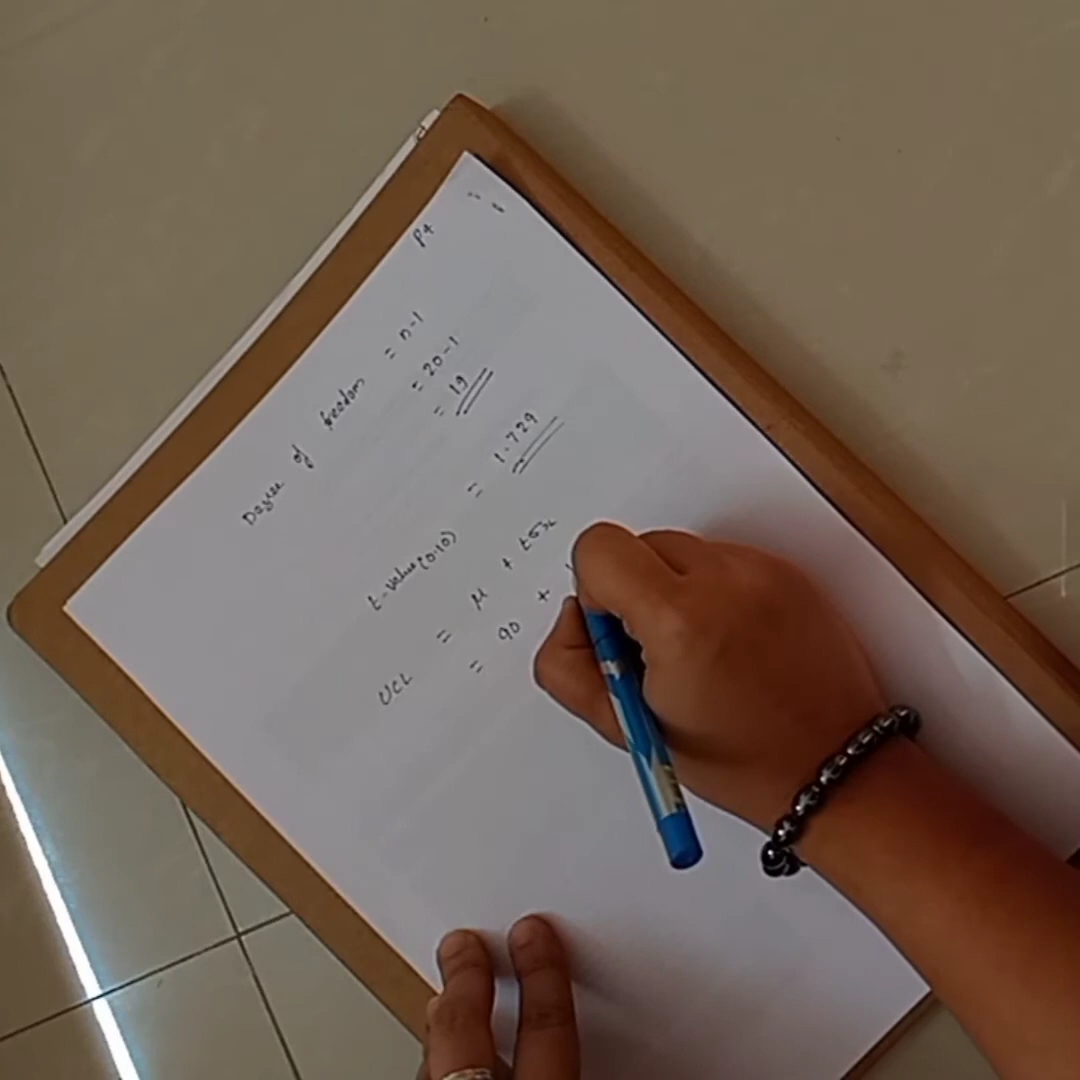 P4
Degree of freedom = n-1
= 20-1
= 19
t-value(0.10) = 1.729
UCL = μ + tσx
= 90 +